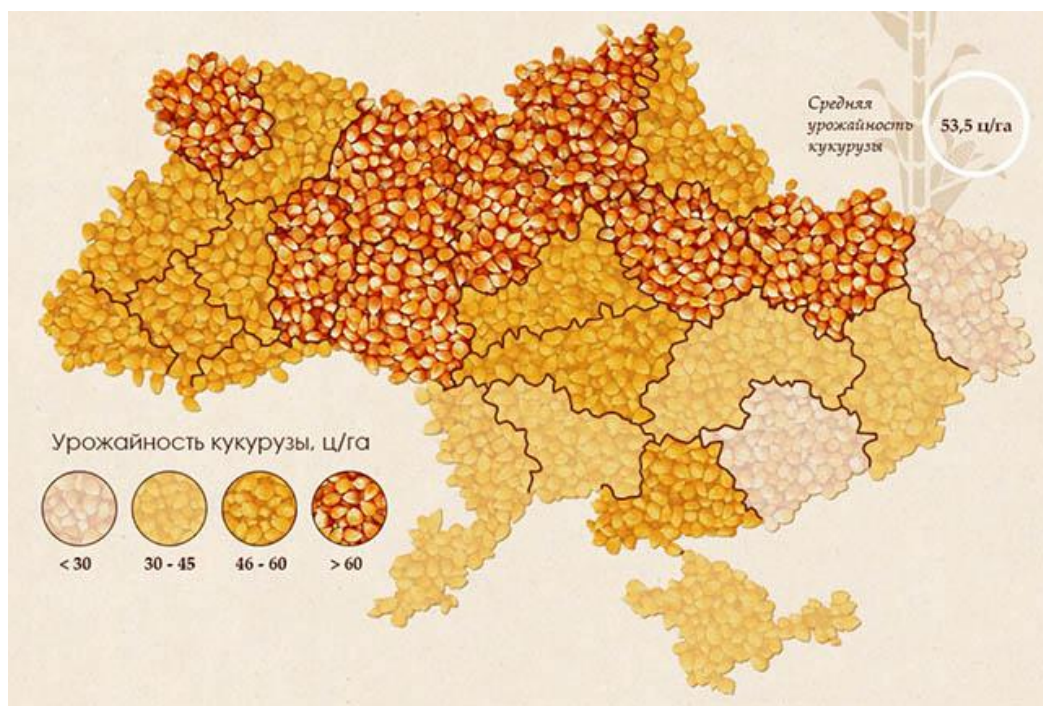 Средняя
урожайность
кукурузы
53,5 ц/га
Урожайность кукурузы, ц/га
< 30
30 - 45
46 - 60
> 60